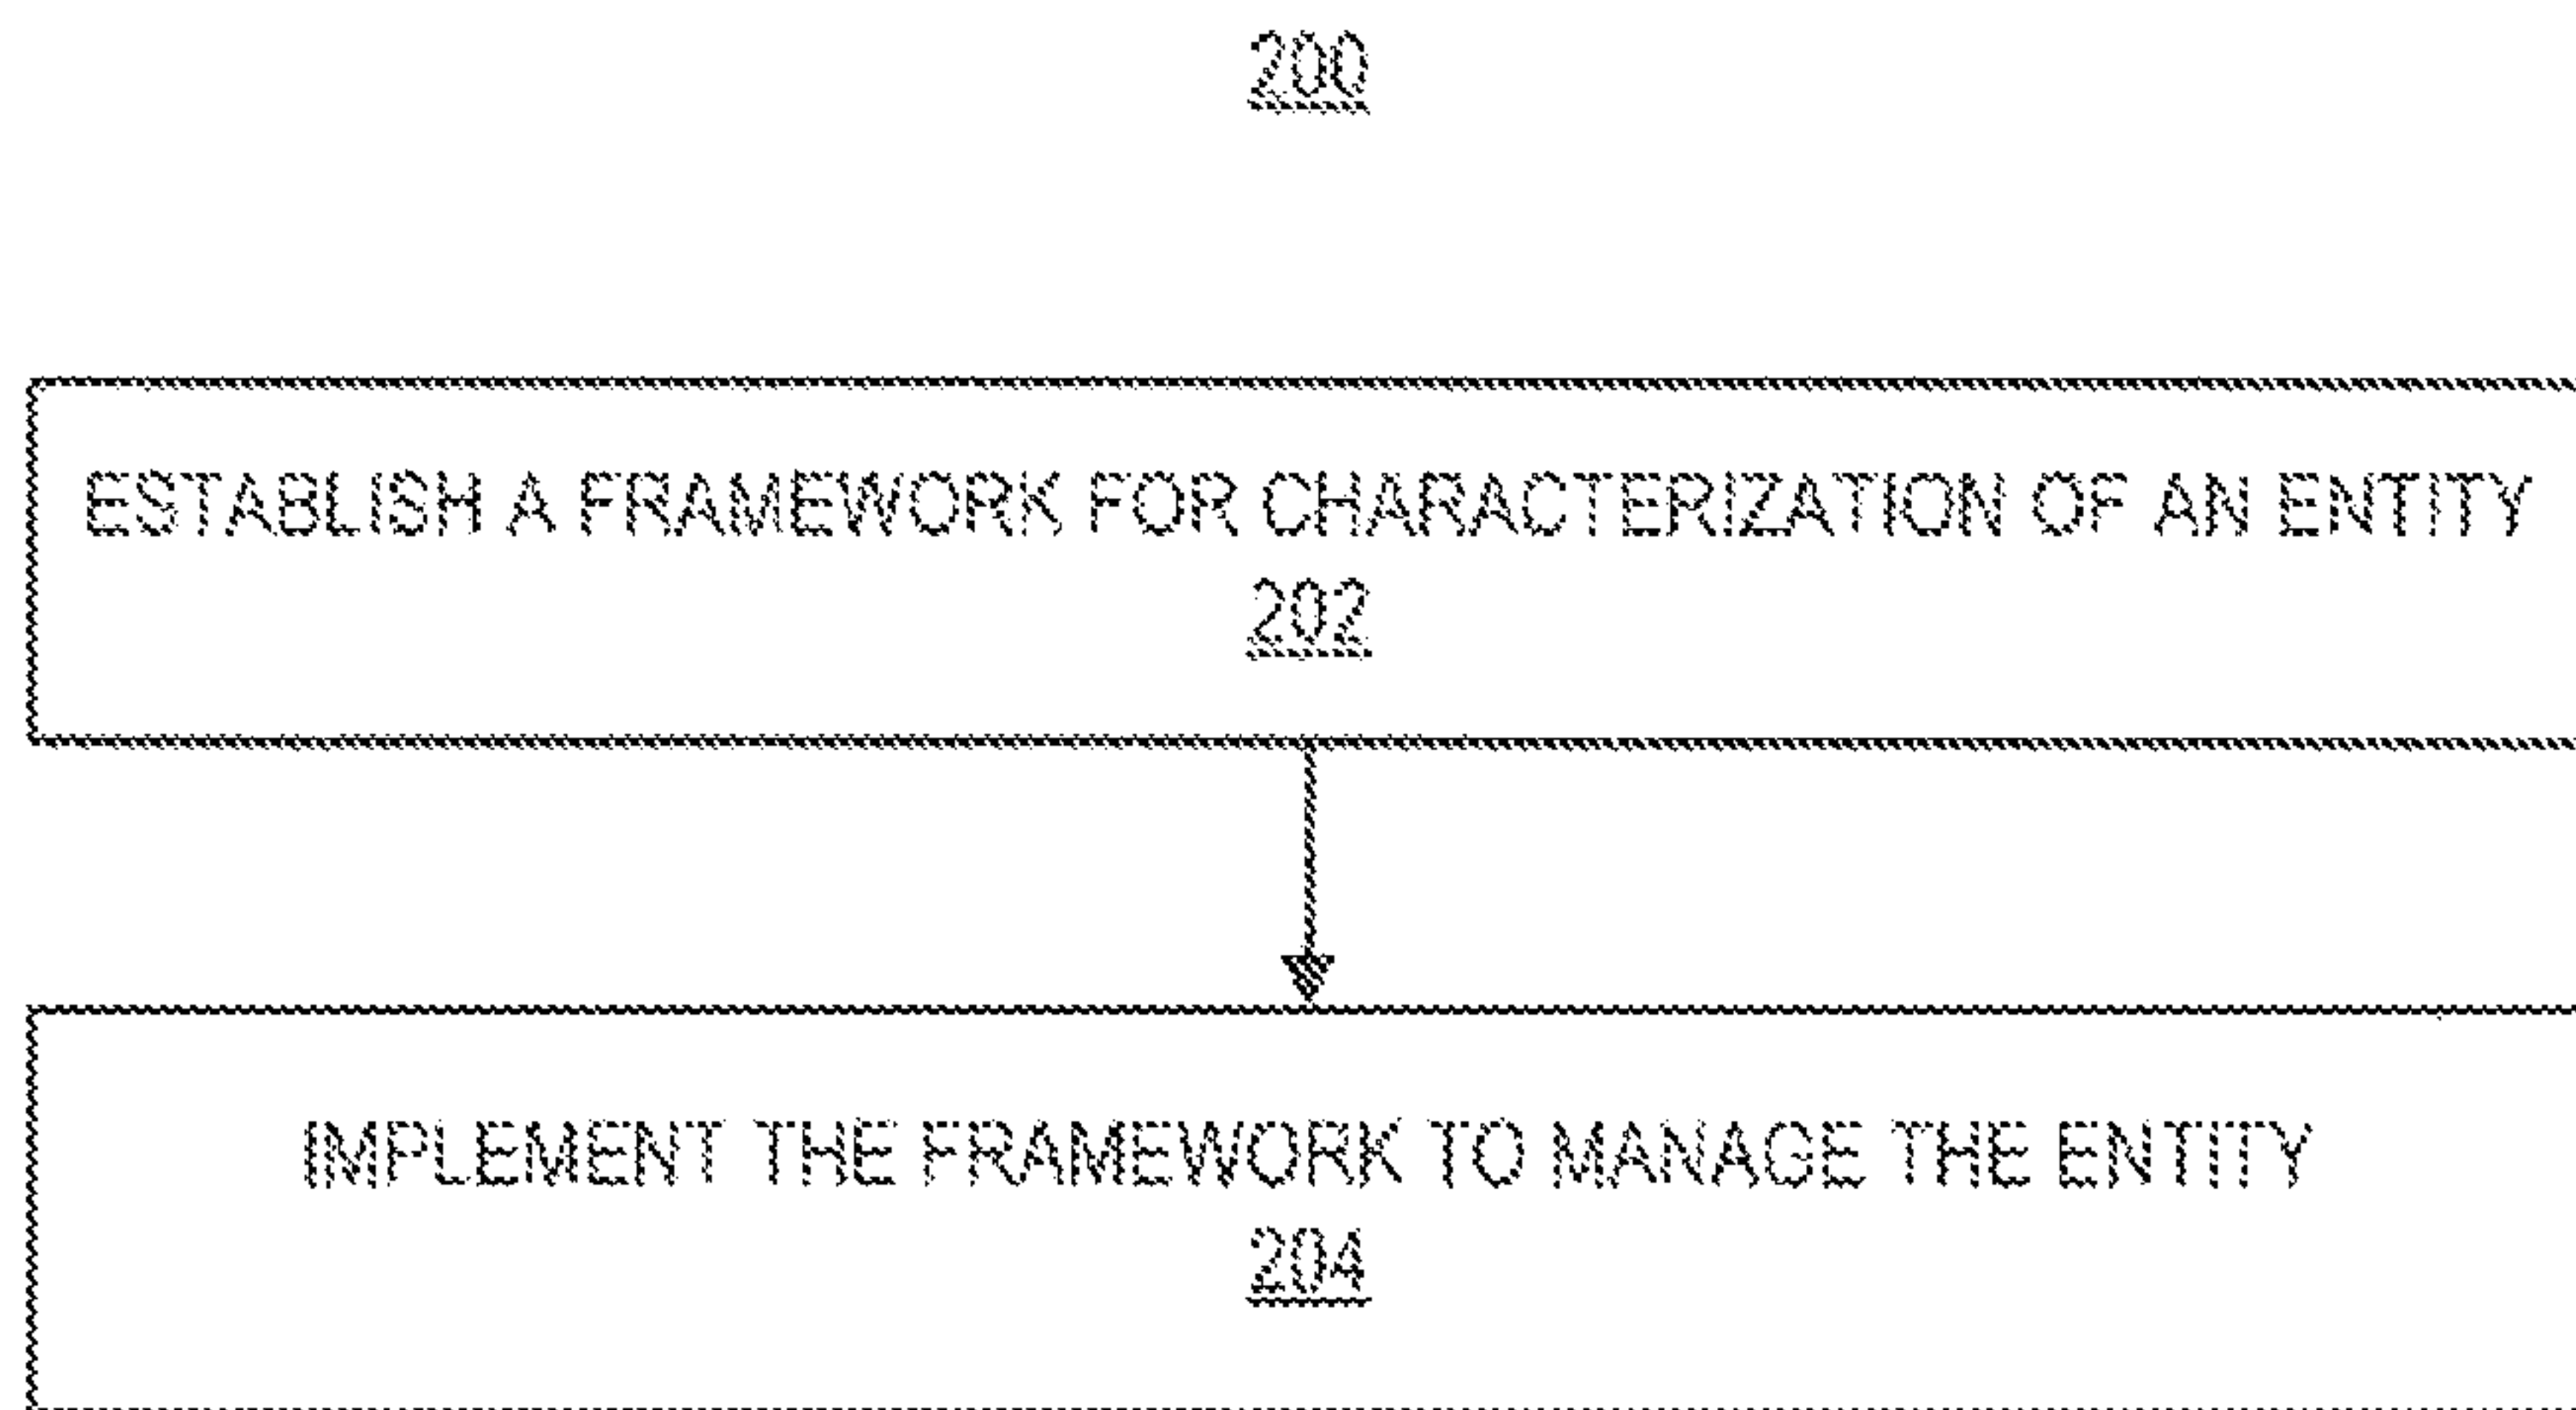 200
ESTABLISH A FRAMEWORK FOR CHARACTERIZATION OF AN ENTITY
202
IMPLEMENT THE FRAMEWORK TO MANAGE THE ENTITY
204